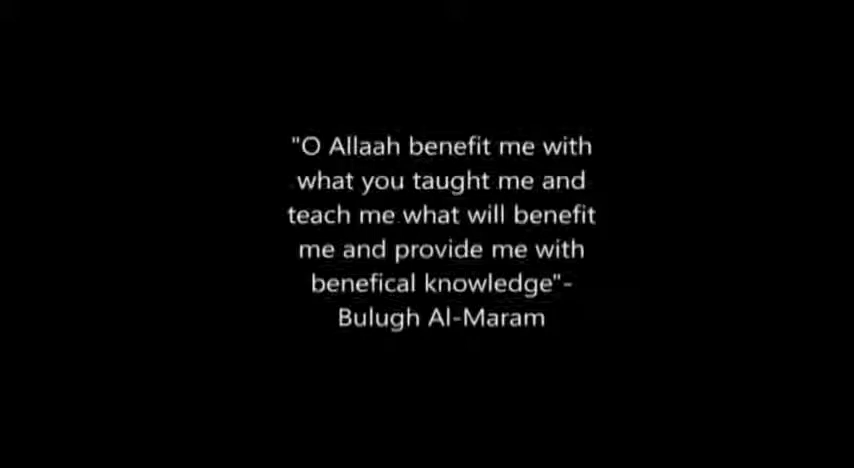 "O Allaah benefit me with
what you taught me and
teach me what will benefit
me and provide me with
benefical knowledge"-
Bulugh Al-Maram